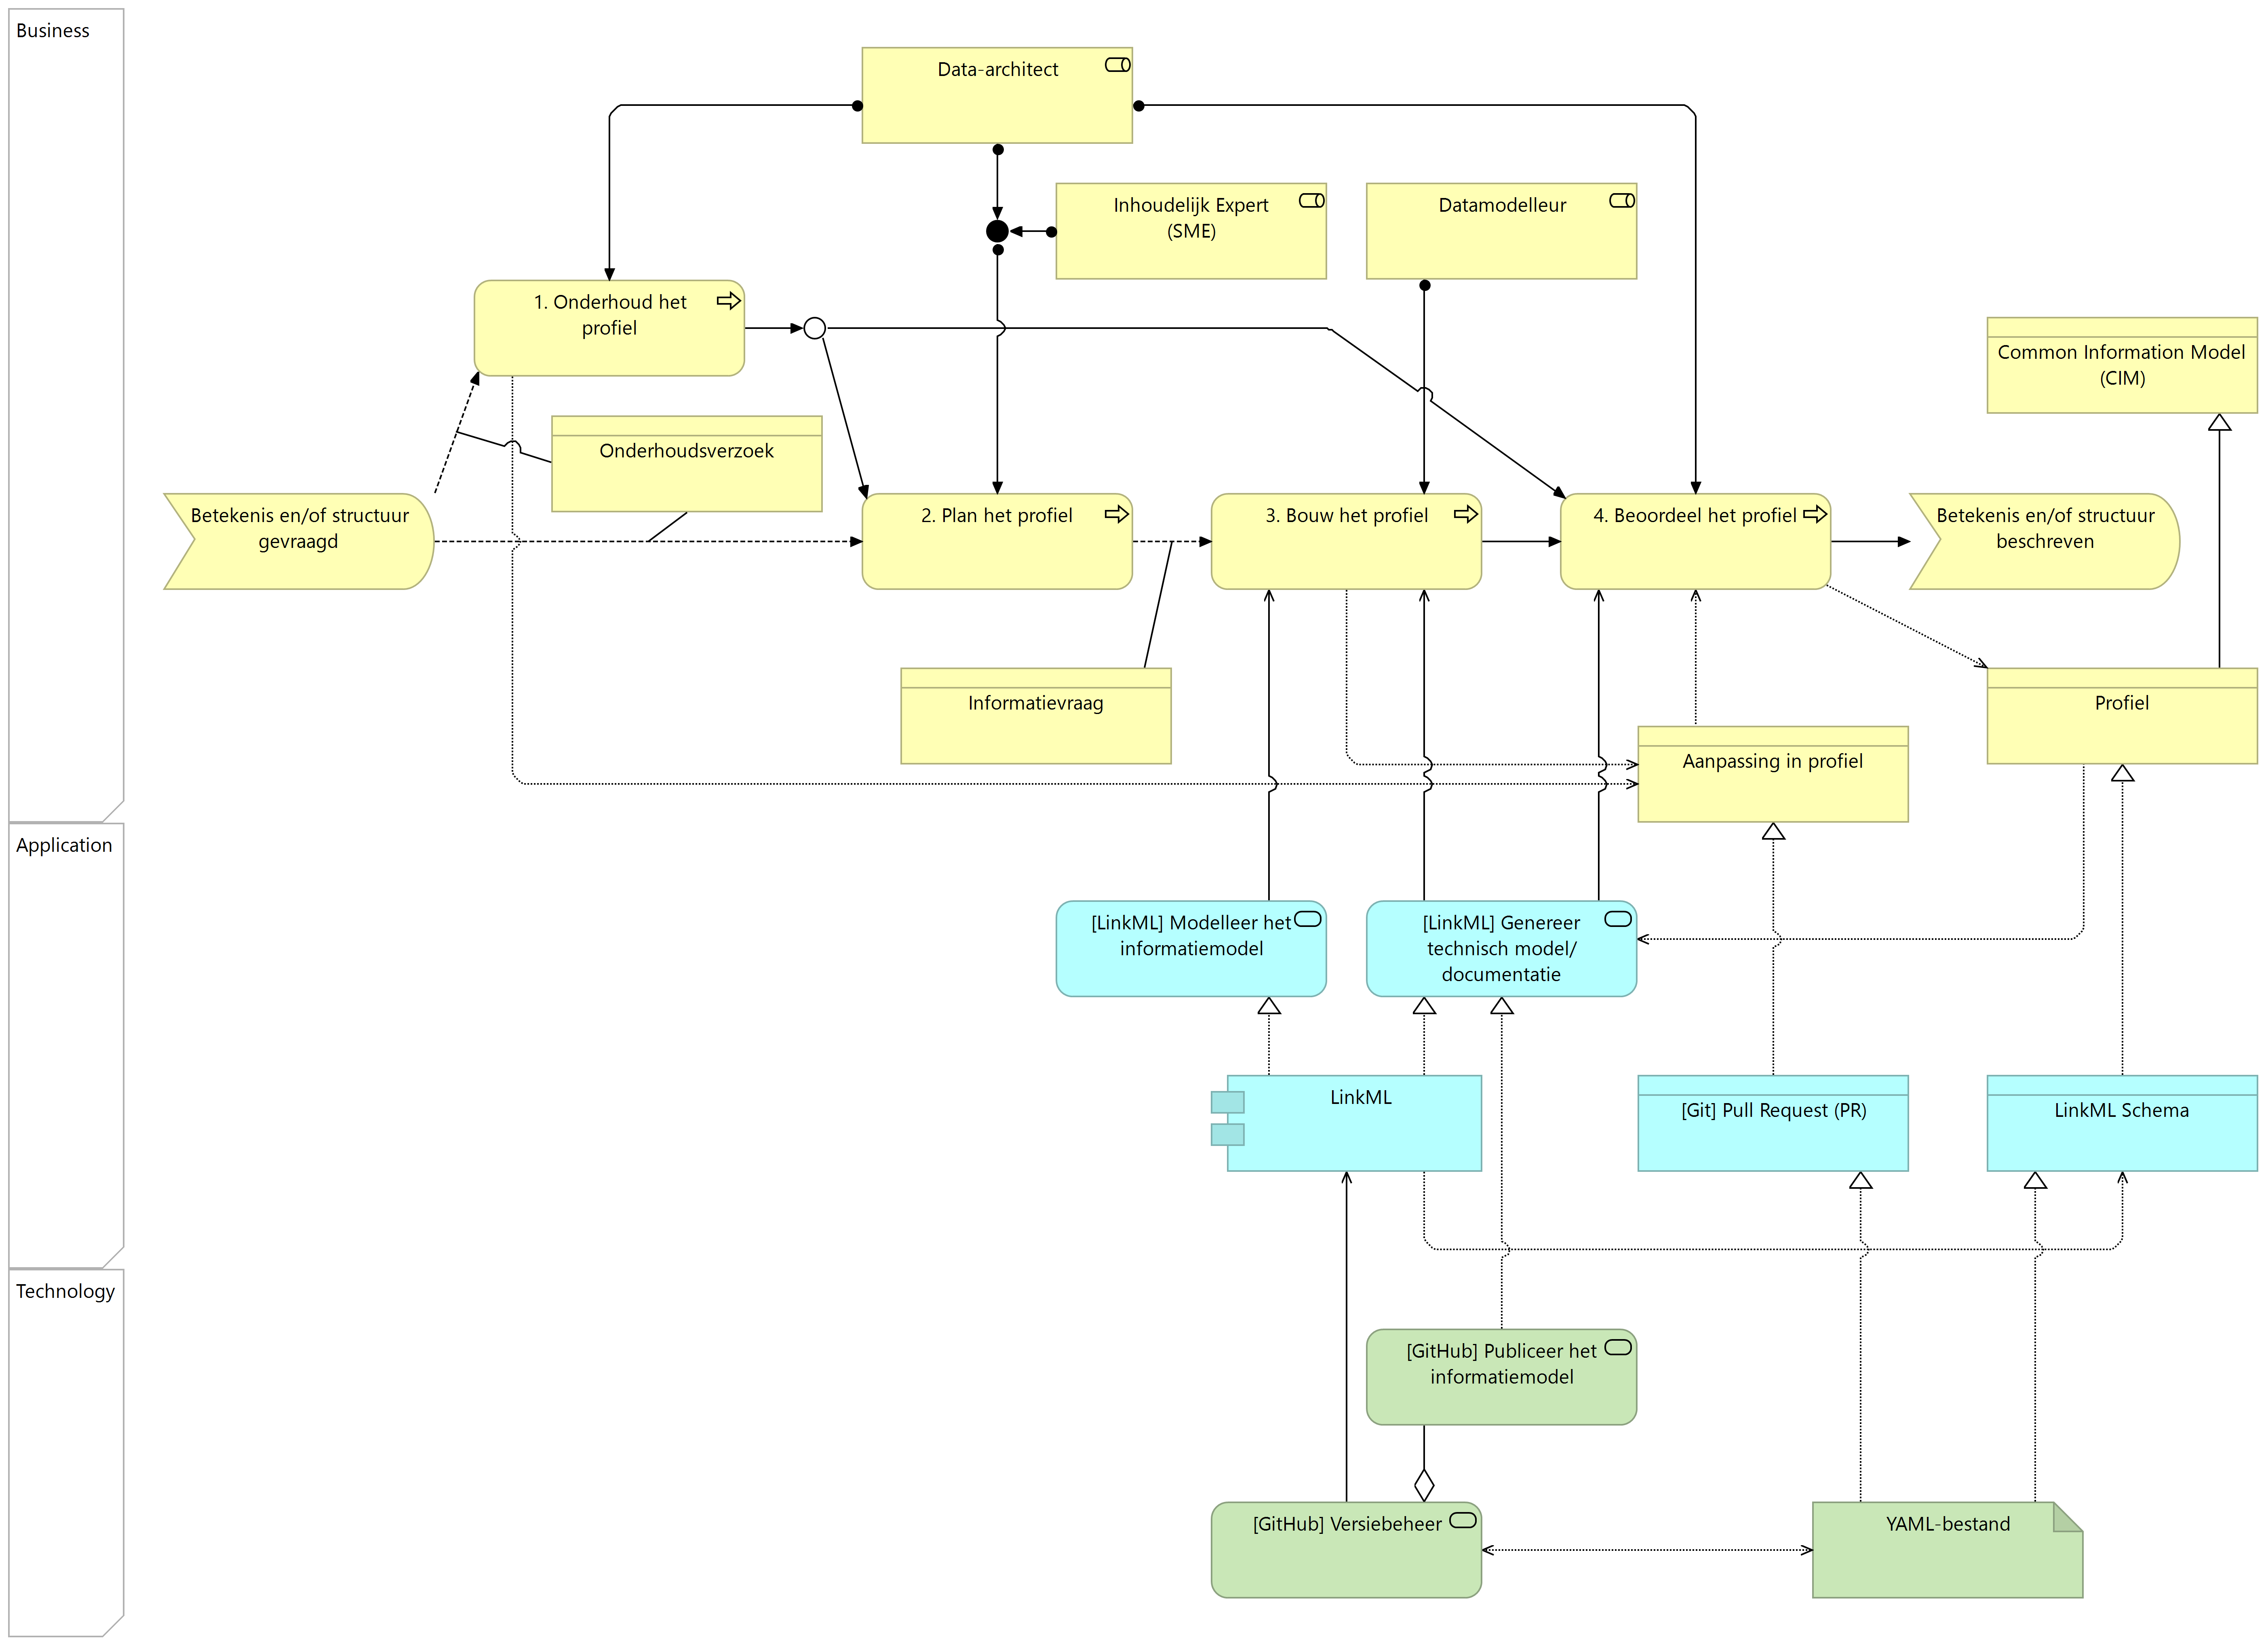 Business
Data-architect
Inhoudelijk Expert
(SME)
Datamodelleur
1. Onderhoud het
profiel
Common Information Model
(CIM)
Onderhoudsverzoek
Betekenis en/of structuur
gevraagd
2. Plan het profiel
3. Bouw het profiel
4. Beoordeel het profiel
Betekenis en/of structuur
beschreven
Informatievraag
Profiel
Aanpassing in profiel
Application
[LinkML] Modelleer het
informatiemodel
[LinkML] Genereer
technisch model/
documentatie
LinkML
[Git] Pull Request (PR)
LinkML Schema
Technology
[GitHub] Publiceer het
informatiemodel
[GitHub] Versiebeheer
YAML-bestand